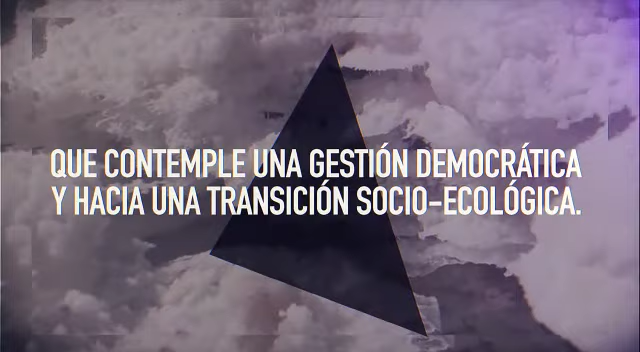 QUE CONTEMPLE UNA GESTIÓN DEMOCRÁTICA
Y HACIA UNA TRANSICIÓN SOCIO-ECOLÓGICA.